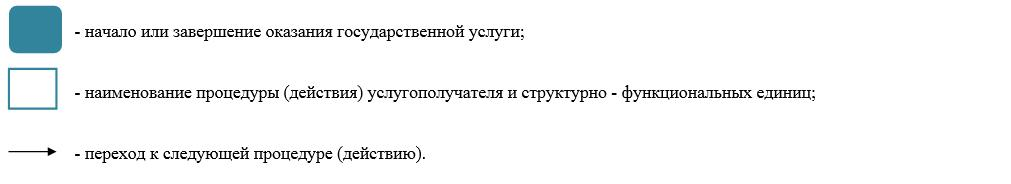 - начало или завершение оказания государственной услуги;
- наименование процедуры (действия) услугополучателя и структурно - функциональных единиц;
- переход к следующей процедуре (действию).